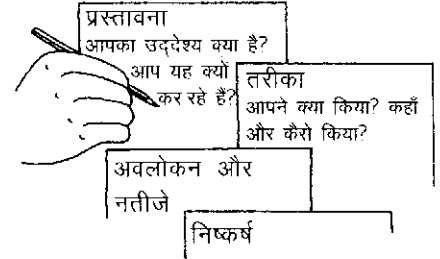 प्रस्तावना
आपका उद्देश्य क्या है?
आप यह क्यों
कर रहे हैं?
तरीका
आपने क्या किया? कहाँ
और कैसे किया?
अवलोकन और
नतीजे
निष्कर्ष